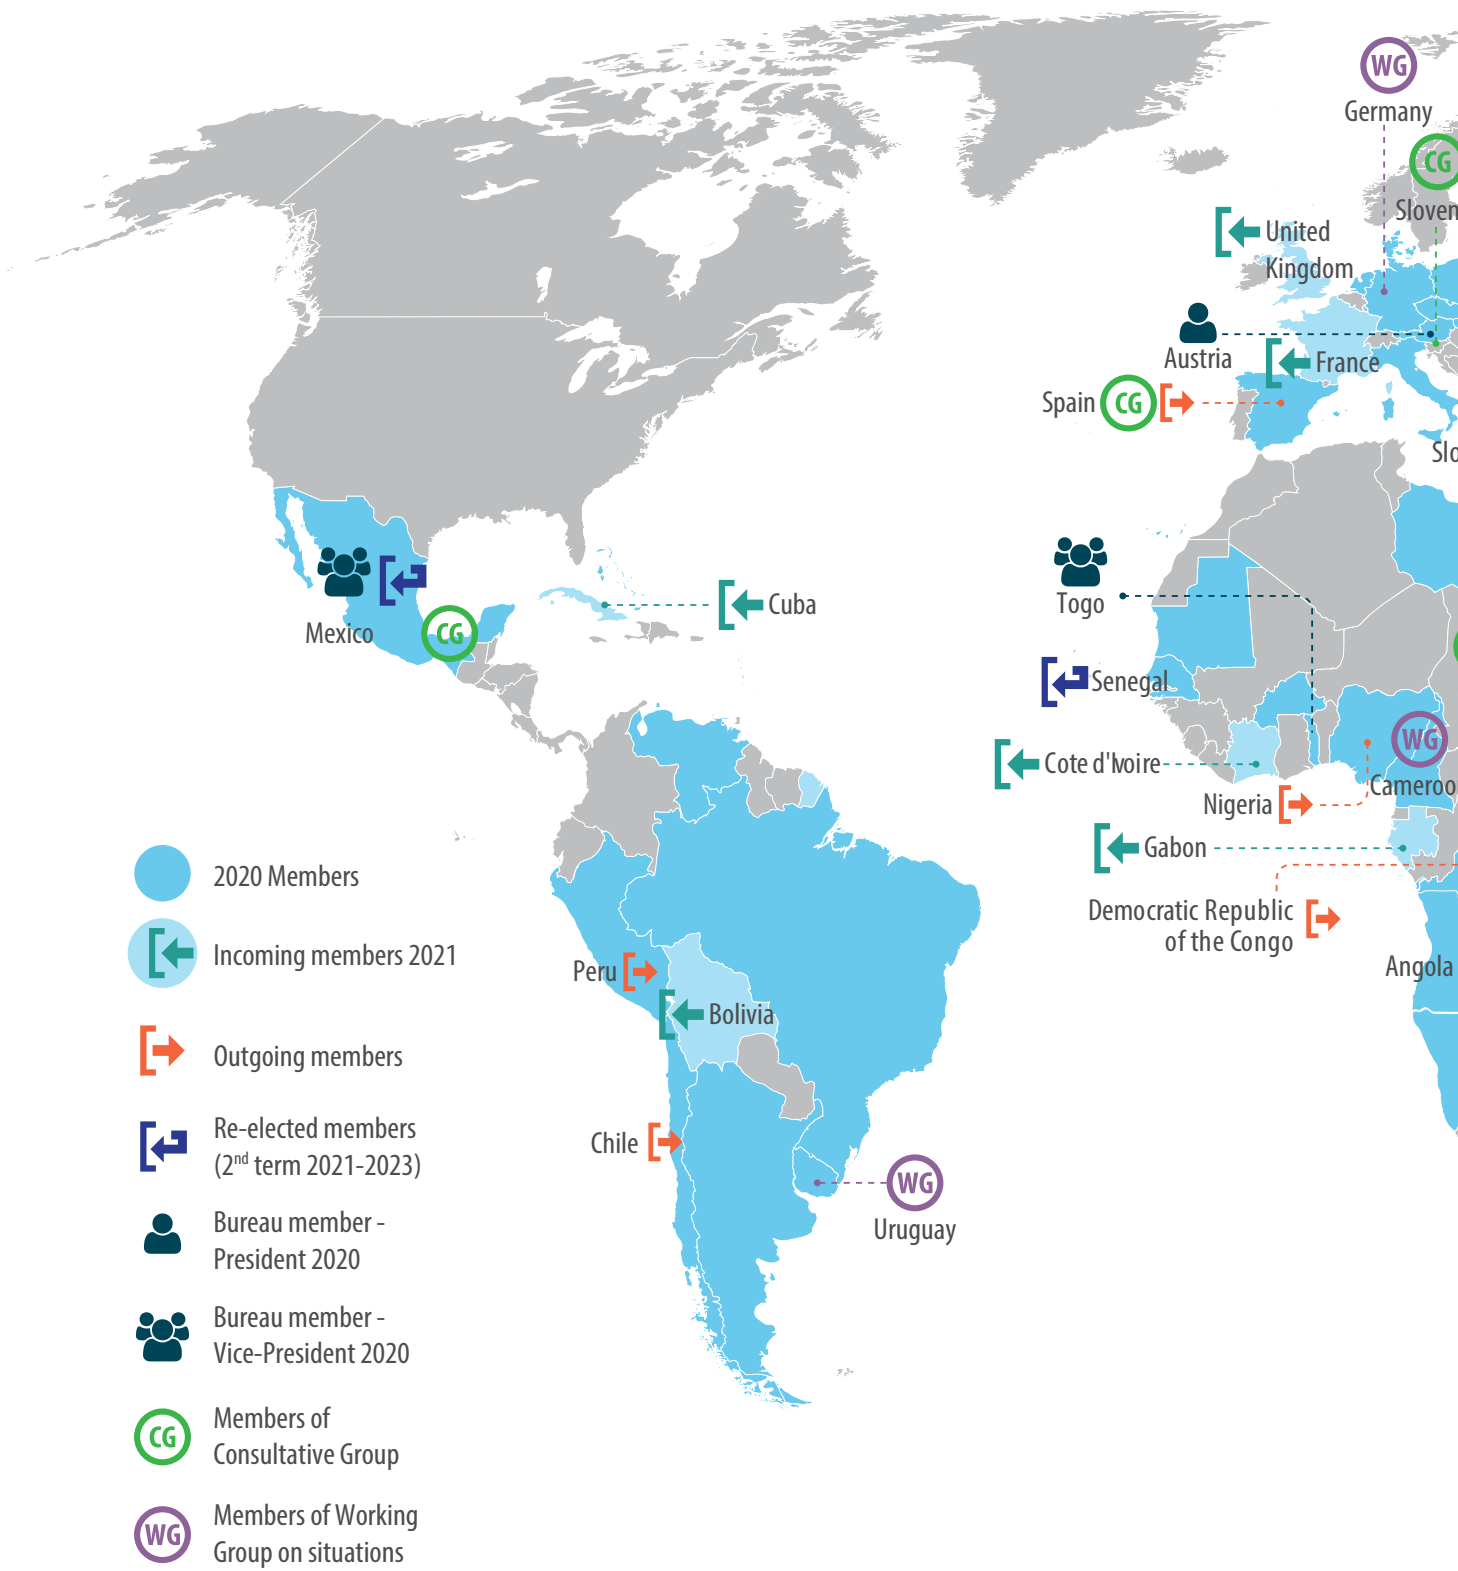 WG
Germany
CG
Sloven
United
Kingdom
Austria
France
Spain
CG
Slo
Mexico
CG
Cuba
Togo
Senegal
Cote d'Ivoire
WG
Cameroo
Nigeria
Gabon
Democratic Republic
of the Congo
Angola
Peru
Bolivia
Chile
WG
Uruguay
2020 Members
Incoming members 2021
Outgoing members
Re-elected members
(2nd term 2021-2023)
Bureau member -
President 2020
Bureau member -
Vice-President 2020
CG
Members of
Consultative Group
WG
Members of Working
Group on situations